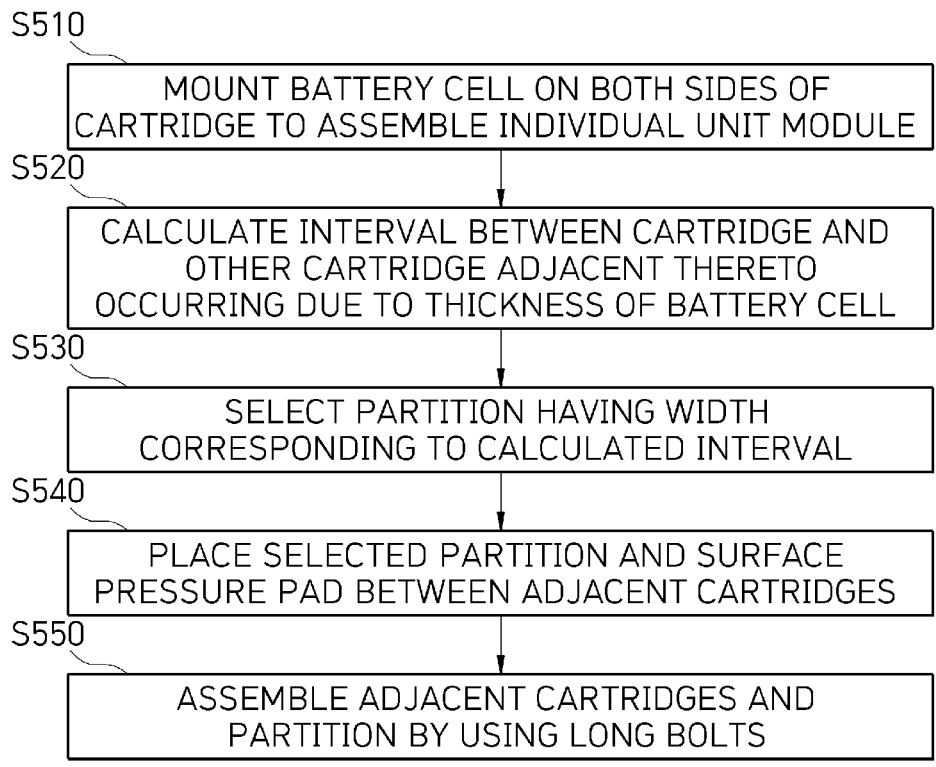 S510
MOUNT BATTERY CELL ON BOTH SIDES OF
CARTRIDGE TO ASSEMBLE INDIVIDUAL UNIT MODULE
S520
CALCULATE INTERVAL BETWEEN CARTRIDGE AND
OTHER CARTRIDGE ADJACENT THERETO
OCCURRING DUE TO THICKNESS OF BATTERY CELL
S530
SELECT PARTITION HAVING WIDTH
CORRESPONDING TO CALCULATED INTERVAL
S540
PLACE SELECTED PARTITION AND SURFACE
PRESSURE PAD BETWEEN ADJACENT CARTRIDGES
S550
ASSEMBLE ADJACENT CARTRIDGES AND
PARTITION BY USING LONG BOLTS